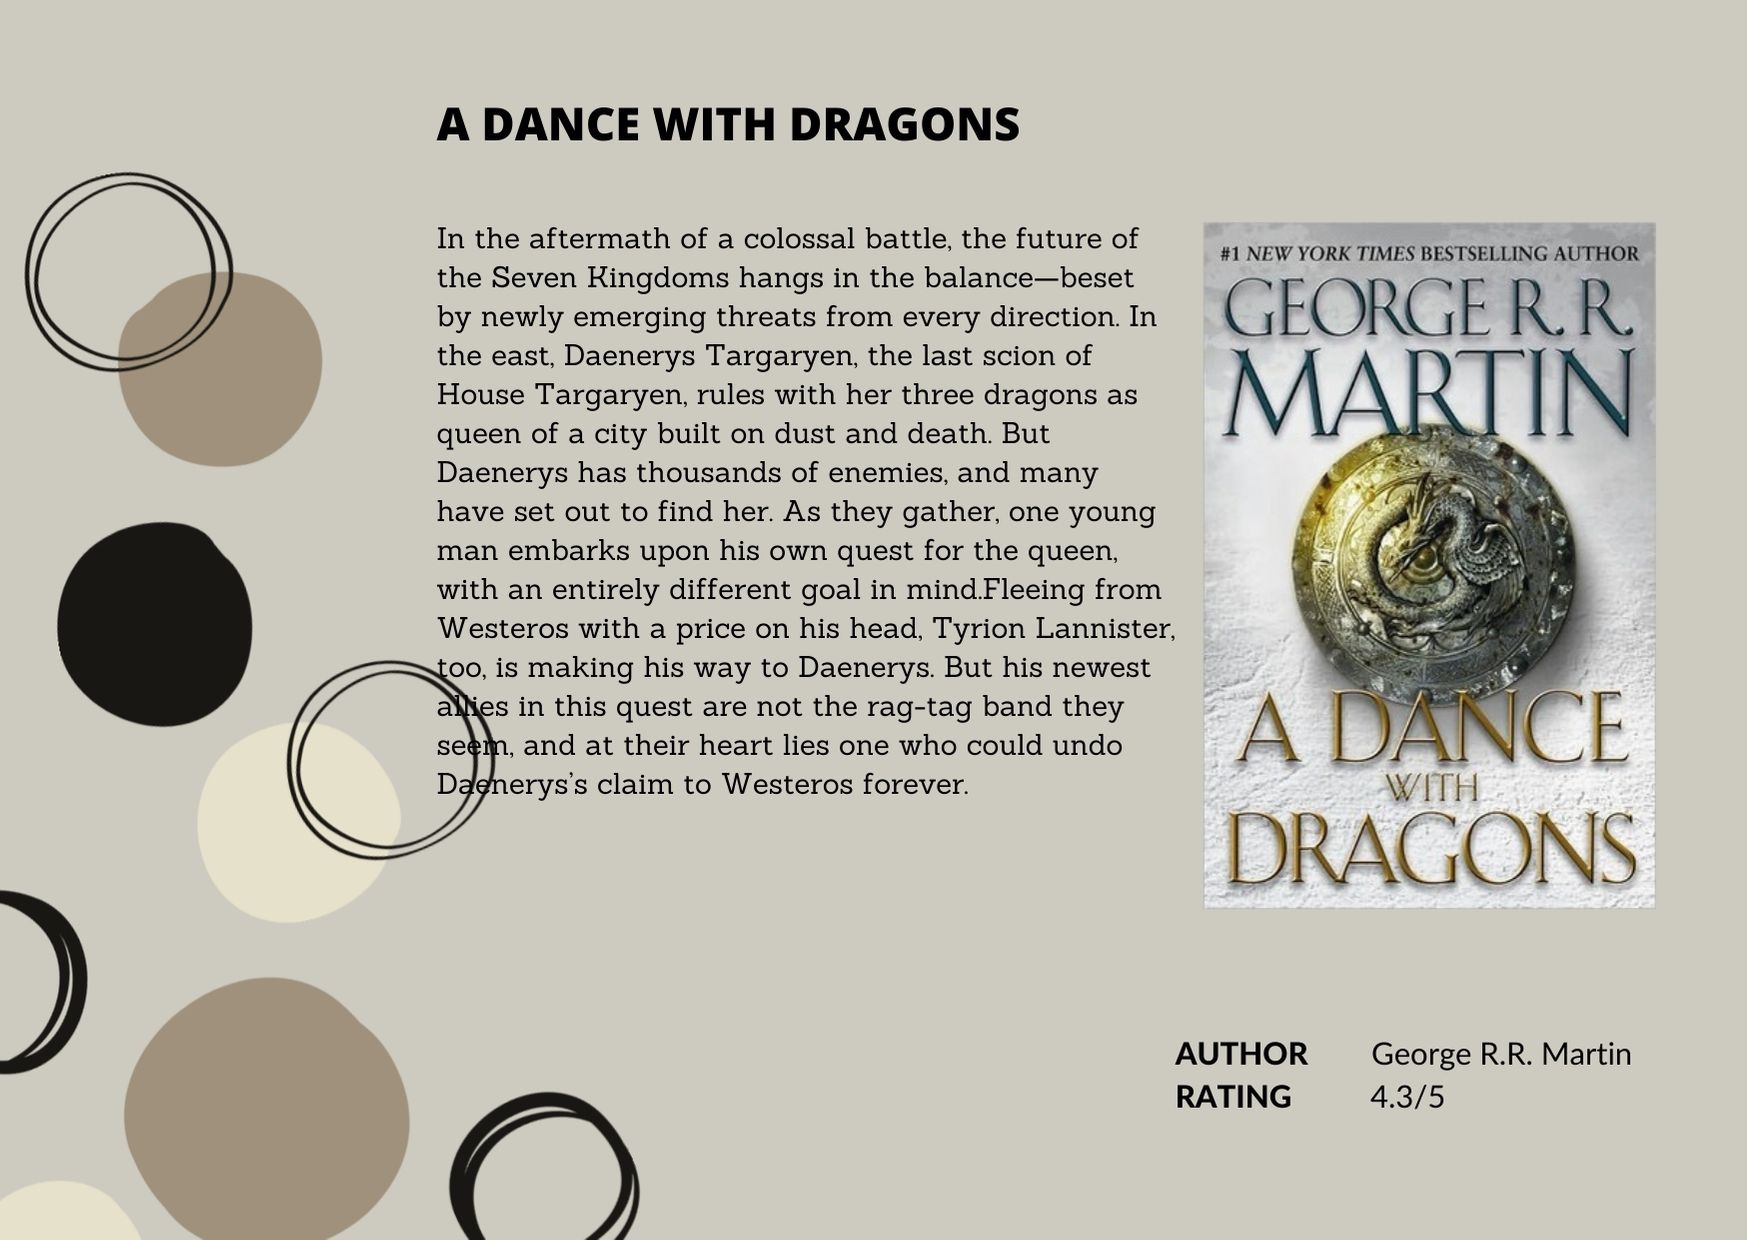 A DANCE WITH DRAGONS
In the aftermath of a colossal battle, the future of
the Seven Kingdoms hangs in the balance—beset
by newly emerging threats from every direction. In
the east, Daenerys Targaryen, the last scion of
House Targaryen, rules with her three dragons as
queen of a city built on dust and death. But
Daenerys has thousands of enemies, and many
have set out to find her. As they gather, one young
man embarks upon his own quest for the queen,
with an entirely different goal in mind.Fleeing from
Westeros with a price on his head, Tyrion Lannister,
too, is making his way to Daenerys. But his newest
allies in this quest are not the rag-tag band they
seem, and at their heart lies one who could undo
Daenerys’s claim to Westeros forever.
#1 NEW YORK TIMES BESTSELLING AUTHOR
GEORGE R. R.
MARTIN
A DANCE
WITH
DRAGONS
AUTHOR George R.R. Martin
RATING 4.3/5